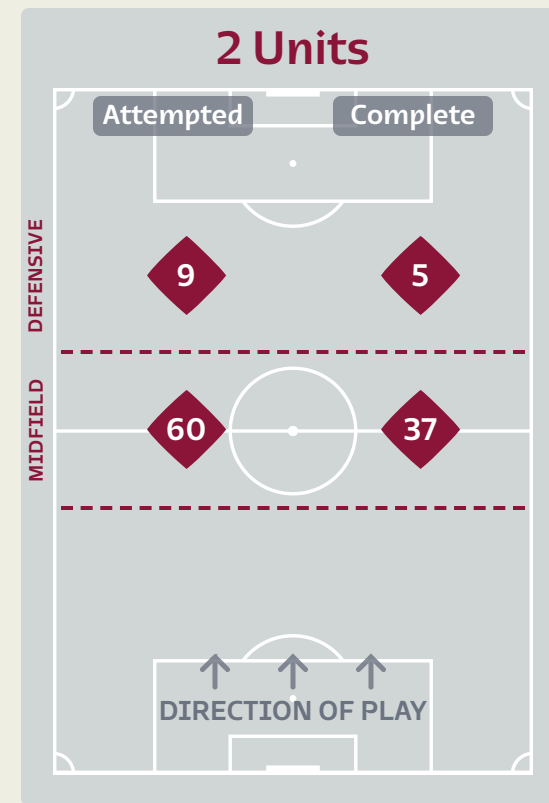 2 Units
Attempted
Complete
DEFENSIVE
9
5
MIDFIELD
60
37
DIRECTION OF PLAY